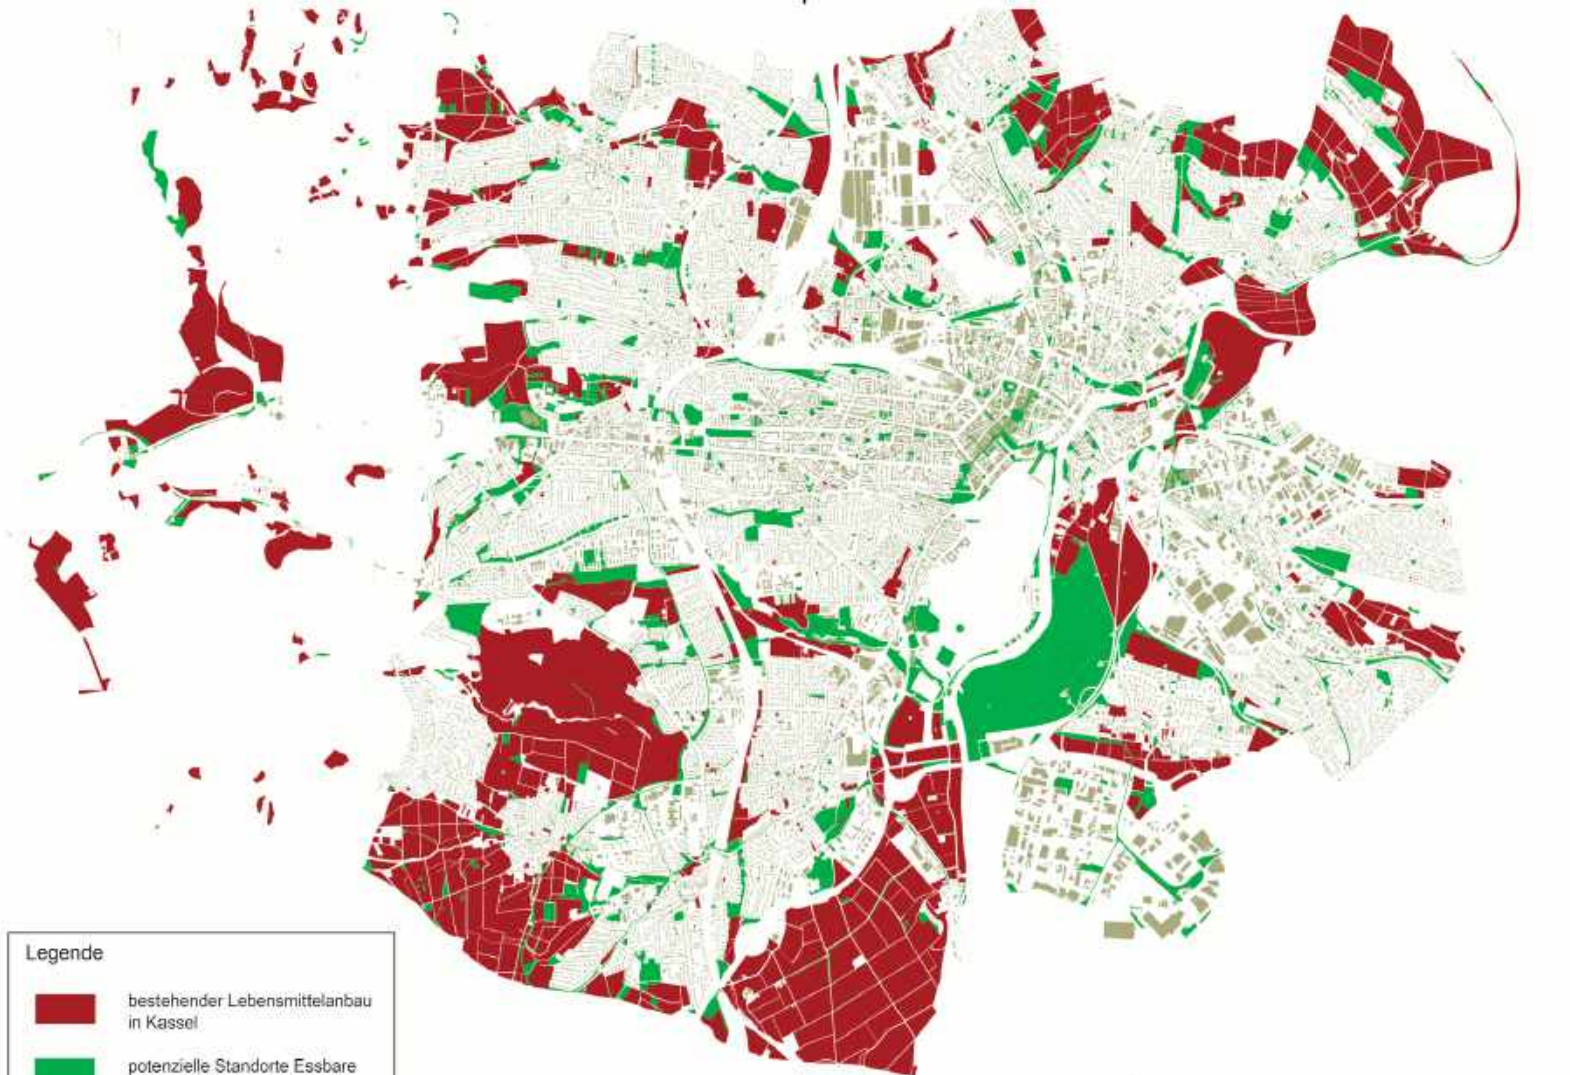 Legende
bestehender Lebensmittelanbau
in Kassel
potenzielle Standorte Essbare